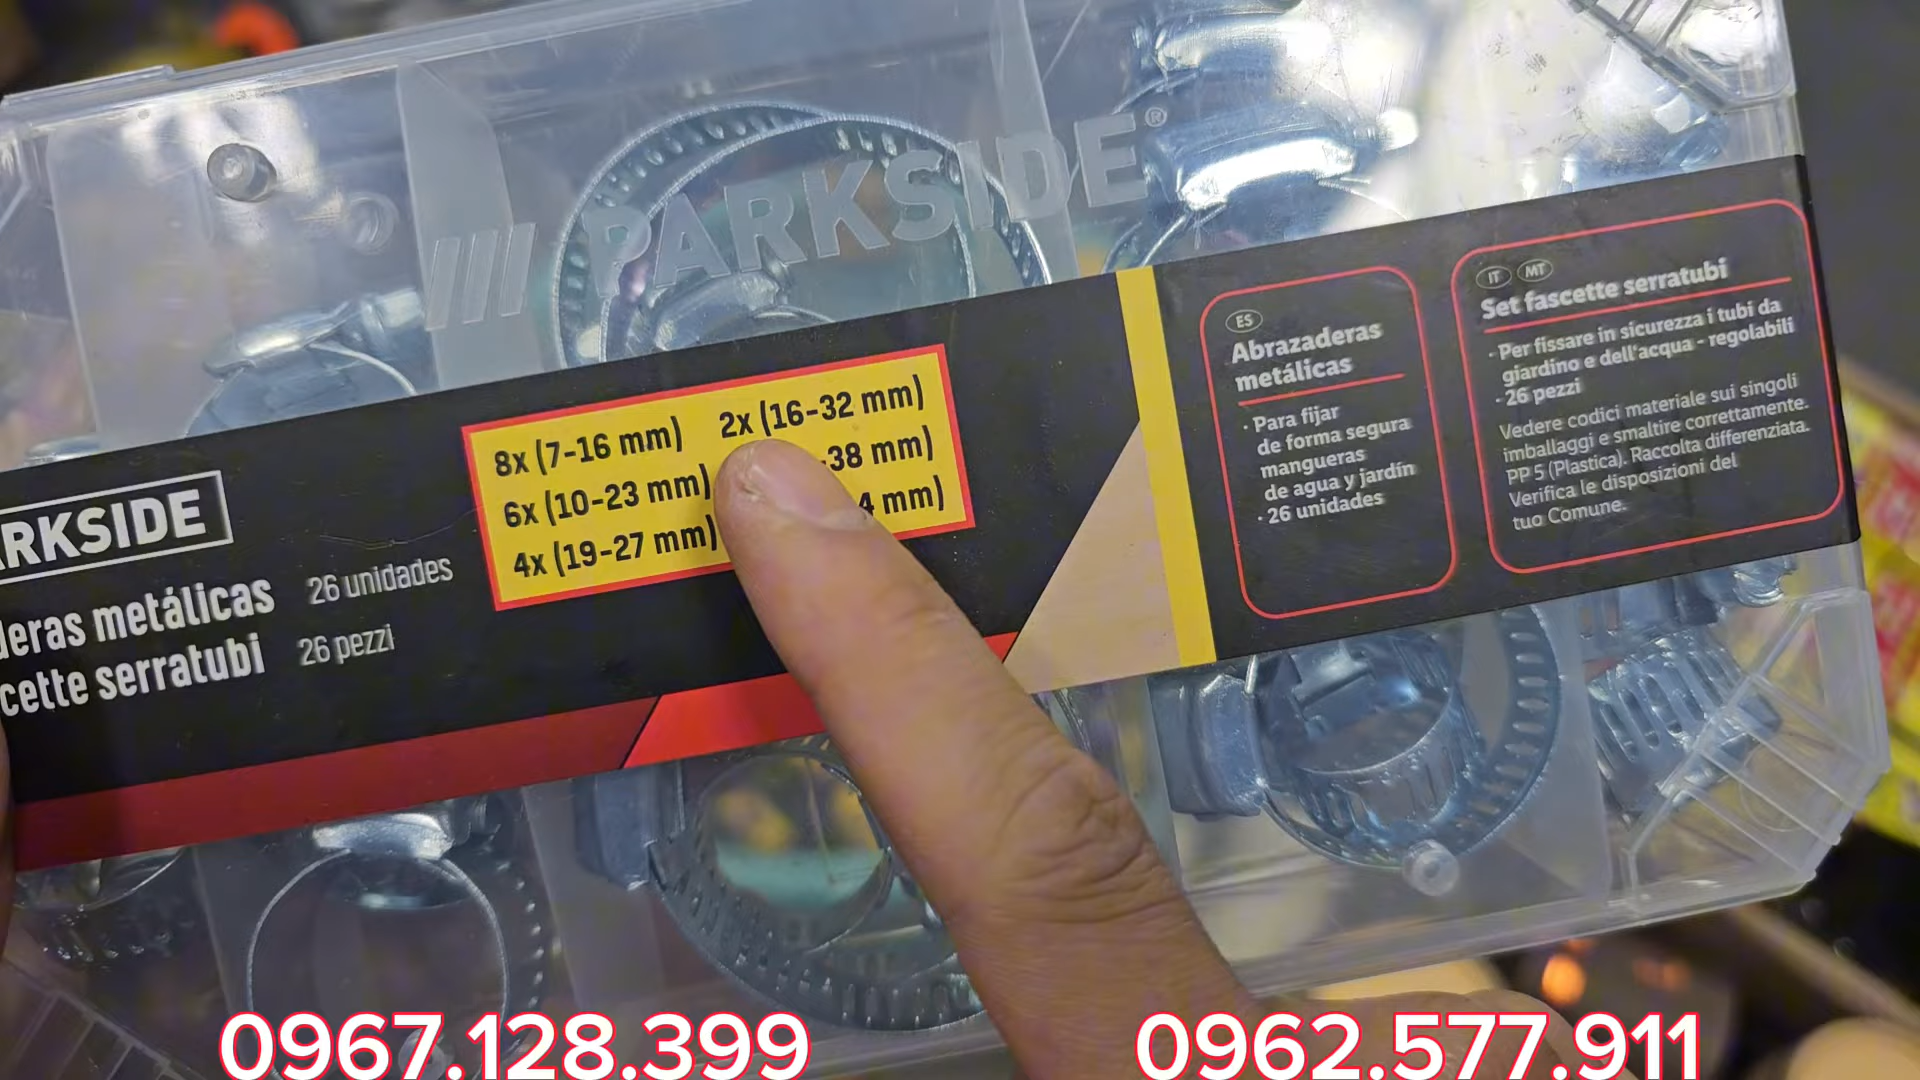 PARKSIDE®
8x (7-16 mm)
6x (10-23 mm)
4x (19-27 mm)
2x (16-32 mm)
-38 mm)
4 mm)
ARKSIDE
deras metálicas
26 unidades
cette serratubi
26 pezzi
ES
Abrazaderas
metálicas
· Para fijar
de forma segura
mangueras
de agua y jardín
· 26 unidades
IT MT
Set fascette serratubi
· Per fissare in sicurezza i tubi da
giardino e dell'acqua - regolabili
· 26 pezzi
Vedere codici materiale sui singoli
imballaggi e smaltire correttamente.
PP 5 (Plastica). Raccolta differenziata.
Verifica le disposizioni del
tuo Comune.
0967.128.399
0962.577.911